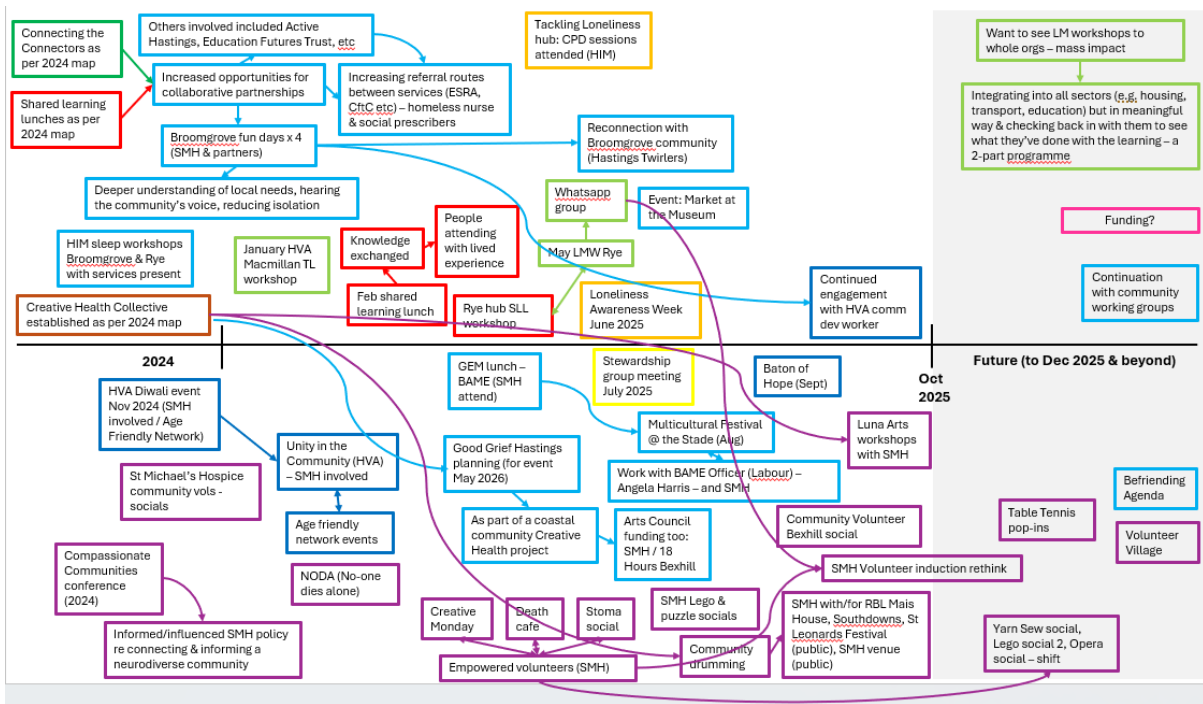 Connecting the
Connectors as
per 2024 map
Others involved included Active
Hastings, Education Futures Trust, etc
Tackling Loneliness
hub: CPD sessions
attended (HIM)
Want to see LM workshops to
whole orgs – mass impact
Shared learning
lunches as per
2024 map
Increased opportunities for
collaborative partnerships
Increasing referral routes
between services (ESRA,
CftC etc) – homeless nurse
& social prescribers
Integrating into all sectors (e.g. housing,
transport, education) but in meaningful
way & checking back in with them to see
what they've done with the learning – a
2-part programme
Broomgrove fun days x 4
(SMH & partners)
Reconnection with
Broomgrove community
(Hastings Twirlers)
Deeper understanding of local needs, hearing
the community's voice, reducing isolation
Whatsapp
group
Event: Market at
the Museum
Funding?
HIM sleep workshops
Broomgrove & Rye
with services present
January HVA
Macmillan TL
workshop
Knowledge
exchanged
People
attending
with lived
experience
May LMW Rye
Continued
engagement
with HVA comm
dev worker
Continuation
with community
working groups
Creative Health Collective
established as per 2024 map
Feb shared
learning lunch
Rye hub SLL
workshop
Loneliness
Awareness Week
June 2025
2024
Oct
2025
Future (to Dec 2025 & beyond)
HVA Diwali event
Nov 2024 (SMH
involved / Age
Friendly Network)
GEM lunch –
BAME (SMH
attend)
Stewardship
group meeting
July 2025
Baton of
Hope (Sept)
Unity in the
Community (HVA)
– SMH involved
Good Grief Hastings
planning (for event
May 2026)
Multicultural Festival
@ the Stade (Aug)
Luna Arts
workshops
with SMH
St Michael's Hospice
community vols -
socials
Work with BAME Officer (Labour) –
Angela Harris – and SMH
Befriending
Agenda
Age friendly
network events
As part of a coastal
community Creative
Health project
Arts Council
funding too:
SMH / 18
Hours Bexhill
Community Volunteer
Bexhill social
Table Tennis
pop-ins
Volunteer
Village
Compassionate
Communities
conference
(2024)
NODA (No-one
dies alone)
SMH Volunteer induction rethink
Informed/influenced SMH policy
re connecting & informing a
neurodiverse community
Creative
Monday
Death
cafe
Stoma
social
SMH Lego &
puzzle socials
SMH with/for RBL Mais
House, Southdowns, St
Leonards Festival
(public), SMH venue
(public)
Yarn Sew social,
Lego social 2, Opera
social – shift
Empowered volunteers (SMH)
Community
drumming